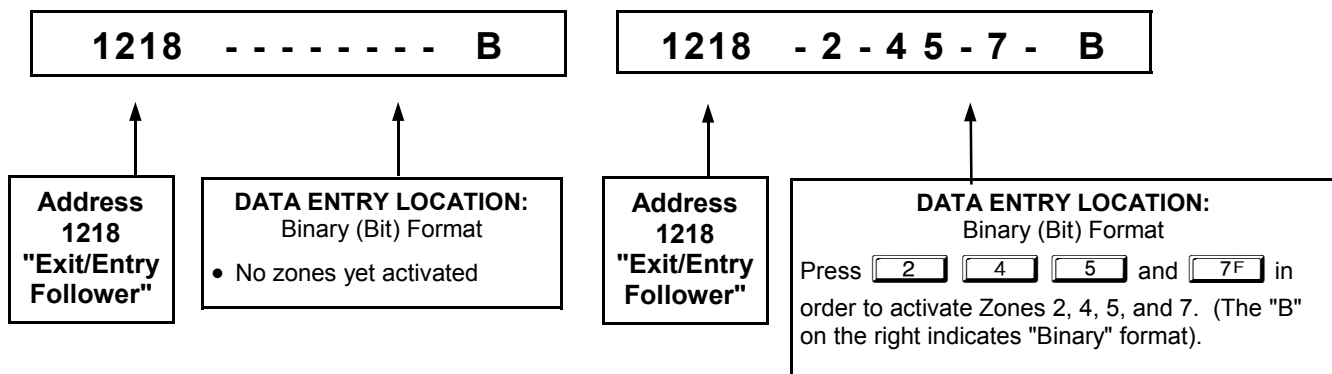 1218 - - - - - - - - B
1218 - 2 - 4 5 - 7 - B
Address
1218
"Exit/Entry
Follower"
DATA ENTRY LOCATION:
Binary (Bit) Format
• No zones yet activated
Address
1218
"Exit/Entry
Follower"
DATA ENTRY LOCATION:
Binary (Bit) Format
Press 2 4 5 and 7F in
order to activate Zones 2, 4, 5, and 7. (The "B"
on the right indicates "Binary" format).